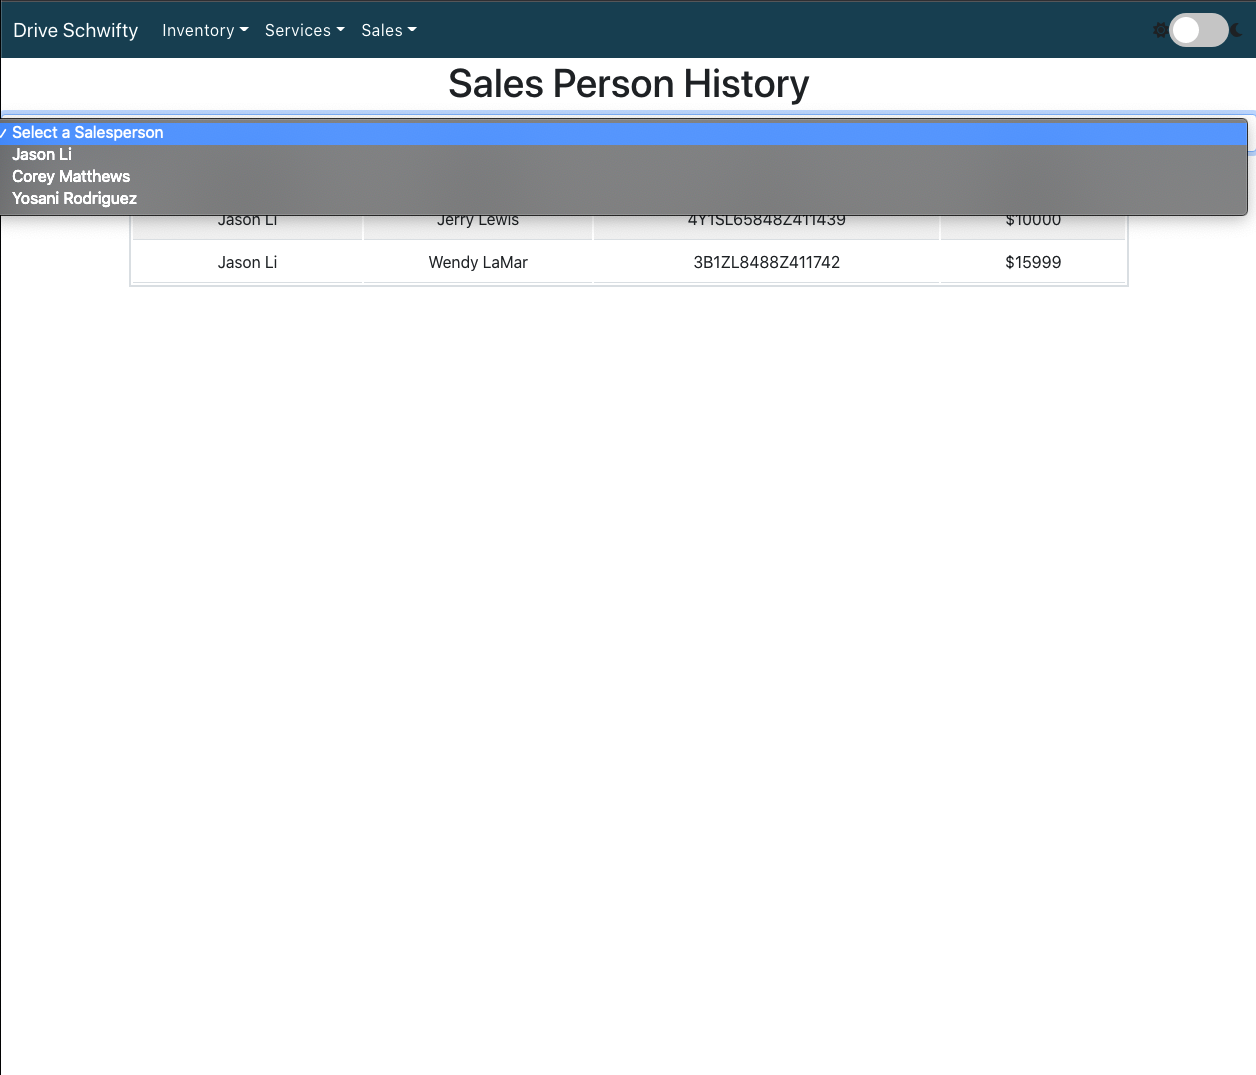 Drive Schwifty Inventory Services Sales
Sales Person History
✓ Select a Salesperson
Jason Li
Corey Matthews
Yosani Rodriguez
Jason Li Jerry Lewis 4Y1SL65848Z411439 $10000
Jason Li Wendy LaMar 3B1ZL8488Z411742 $15999